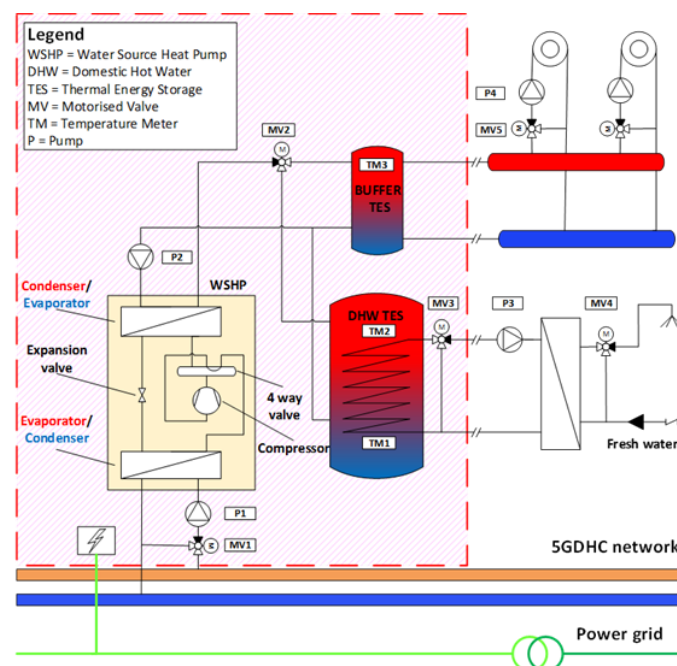 Legend
WSHP = Water Source Heat Pump
DHW = Domestic Hot Water
TES = Thermal Energy Storage
MV = Motorised Valve
TM = Temperature Meter
P = Pump
P4
MV2
MV5
M
M
M
TM3
BUFFER
TES
P2
WSHP
Condenser/
Evaporator
MV3
P3
MV4
DHW TES
M
M
TM2
Expansion
valve
4 way
valve
Evaporator/
Condenser
Compressor
TM1
Fresh water
P1
M
MV1
5GDHC network
Power grid